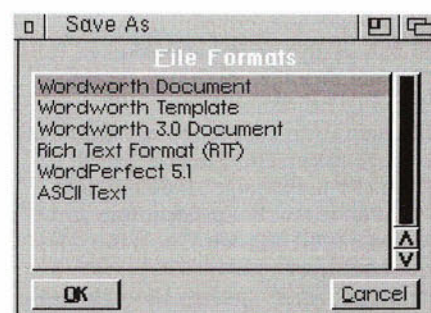 Save As
File Formats
Wordworth Document
Wordworth Template
Wordworth 3.0 Document
Rich Text Format (RTF)
WordPerfect 5.1
ASCII Text
OK
Cancel